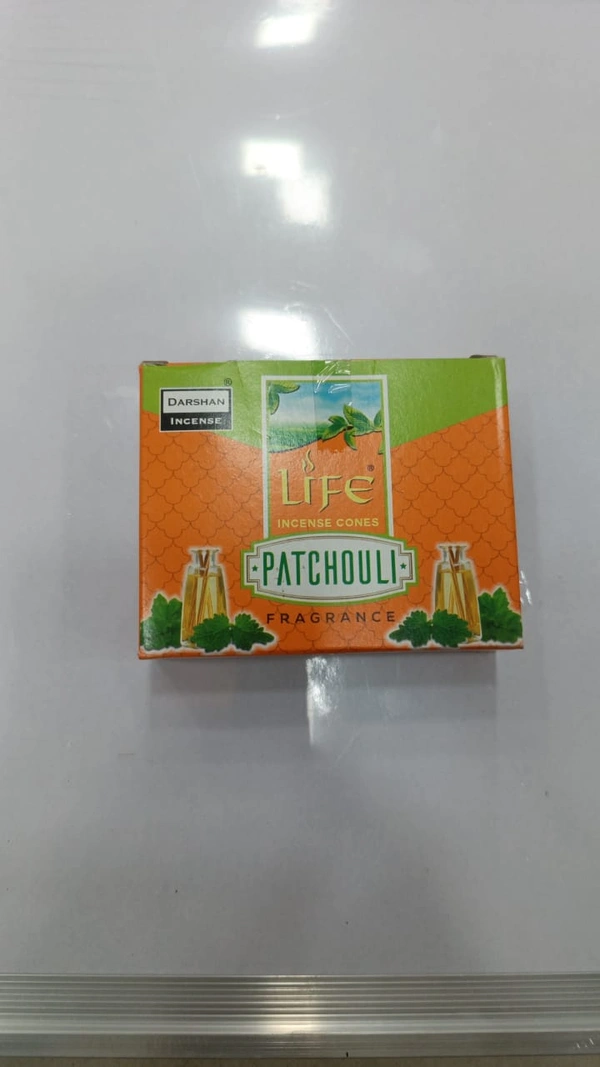 ®
DARSHAN
INCENSE
LIFE®
INCENSE CONES
PATCHOULI
FRAGRANCE